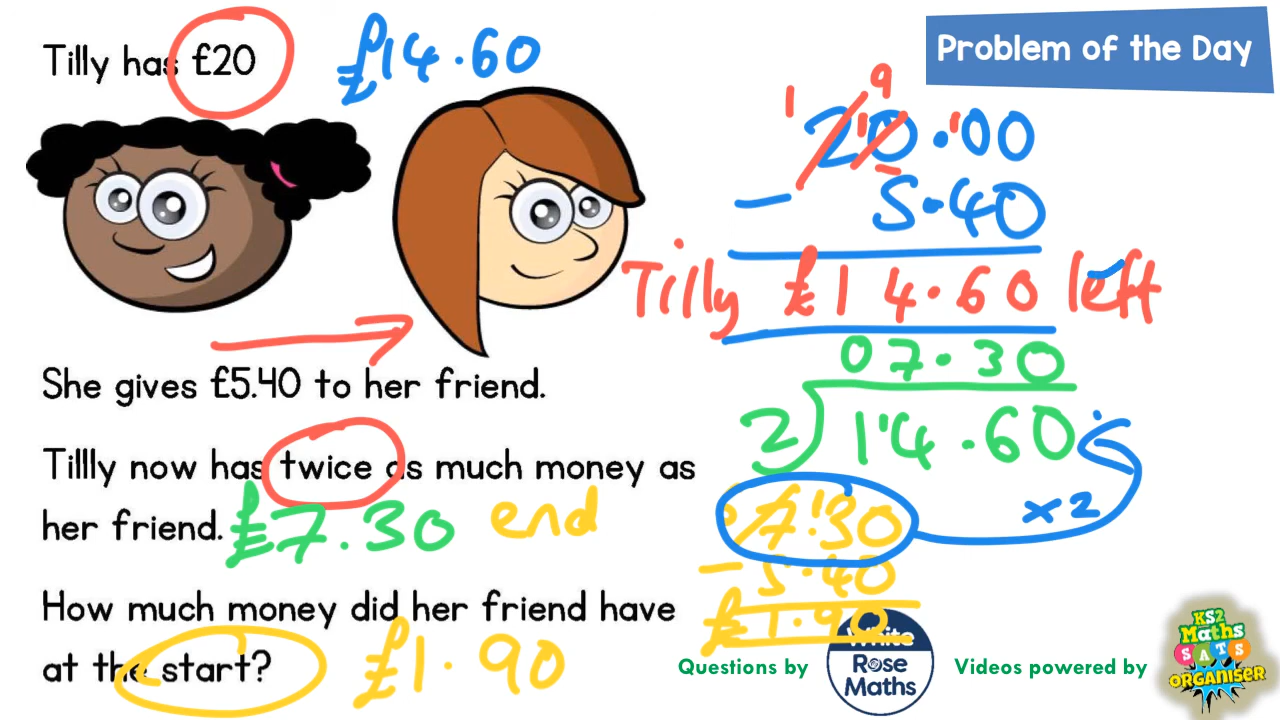 Problem of the Day
Tilly has £20
£14.60
She gives £5.40 to her friend.
Tillly now has twice as much money as
her friend.
£7.30 end
How much money did her friend have
at the start?
£1.90
1 9
20.100
- 5.40
Tilly £14.60 left
07.30
2 14.60
x2
7.130
- 5.40
£1.90
Questions by
White
Rose
Maths
Videos powered by
KS2
Maths
SATS
ORGANISER